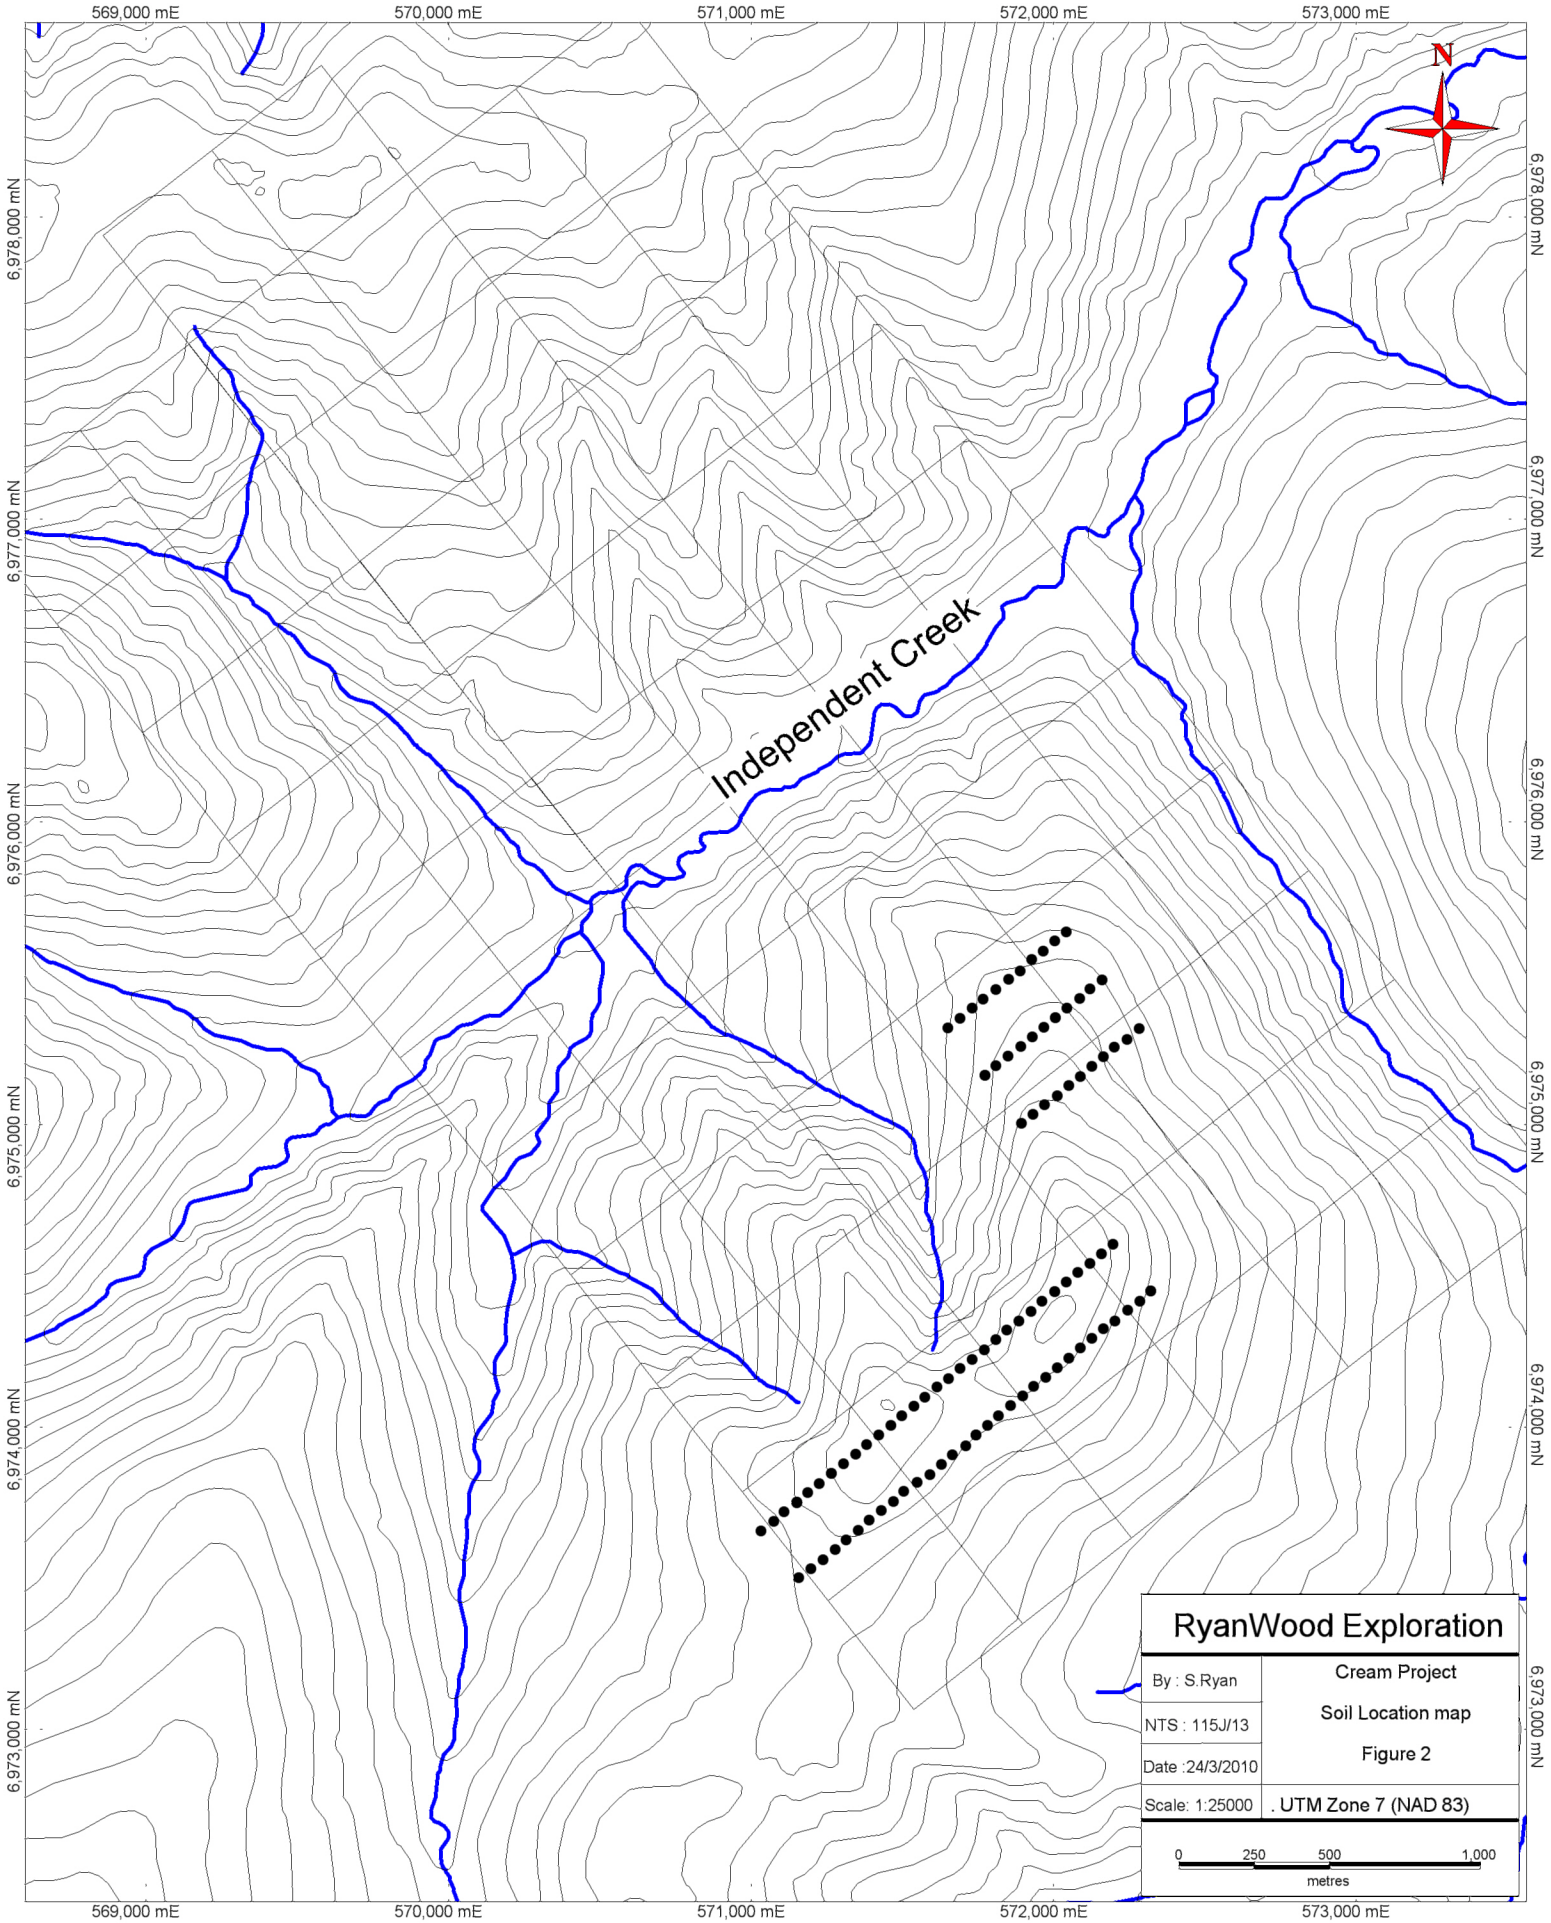 569,000 mE 570,000 mE 571,000 mE 572,000 mE 573,000 mE
N
6,978,000 mN
6,977,000 mN
6,976,000 mN
6,975,000 mN
6,974,000 mN
6,973,000 mN
6,978,000 mN
6,977,000 mN
6,976,000 mN
6,975,000 mN
6,974,000 mN
6,973,000 mN
Independent Creek
RyanWood Exploration
By : S.Ryan
NTS : 115J/13
Date :24/3/2010
Scale: 1:25000
Cream Project
Soil Location map
Figure 2
. UTM Zone 7 (NAD 83)
0 250 500 1,000
metres
569,000 mE 570,000 mE 571,000 mE 572,000 mE 573,000 mE